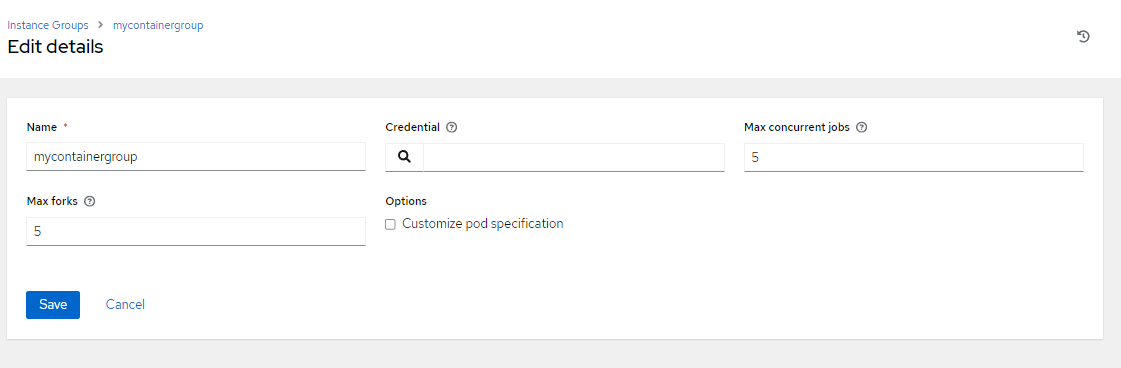 Instance Groups > mycontainergroup
Edit details
Name *
Credential
Max concurrent jobs
mycontainergroup
5
Max forks
Options
5
Customize pod specification
Save
Cancel